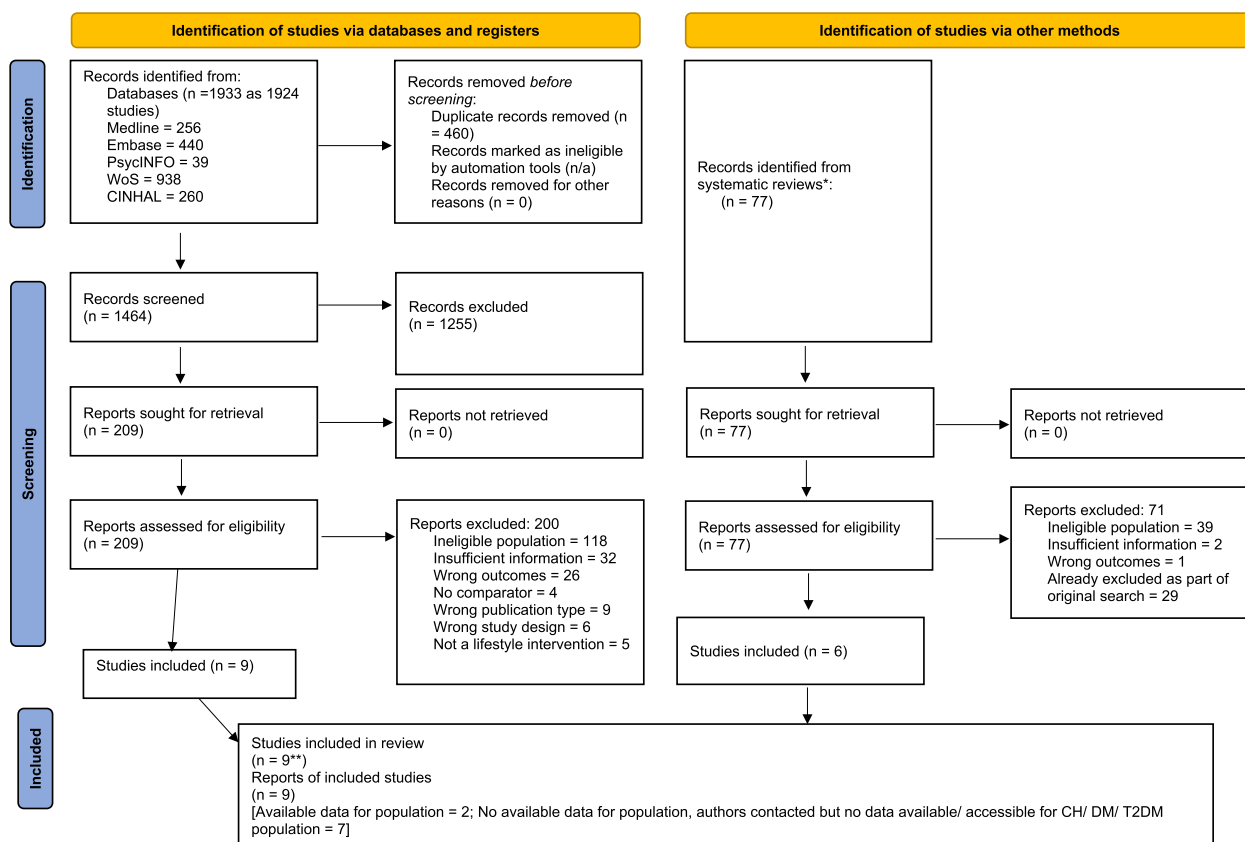 Identification of studies via databases and registers
Identification of studies via other methods
Identification
Records identified from:
Databases (n =1933 as 1924
studies)
Medline = 256
Embase = 440
PsycINFO = 39
WoS = 938
CINHAL = 260
Records removed before
screening:
Duplicate records removed (n
= 460)
Records marked as ineligible
by automation tools (n/a)
Records removed for other
reasons (n = 0)
Records identified from
systematic reviews*:
(n = 77)
Screening
Records screened
(n = 1464)
Records excluded
(n = 1255)
Reports sought for retrieval
(n = 209)
Reports not retrieved
(n = 0)
Reports sought for retrieval
(n = 77)
Reports not retrieved
(n = 0)
Reports assessed for eligibility
(n = 209)
Reports excluded: 200
Ineligible population = 118
Insufficient information = 32
Wrong outcomes = 26
No comparator = 4
Wrong publication type = 9
Wrong study design = 6
Not a lifestyle intervention = 5
Reports assessed for eligibility
(n = 77)
Reports excluded: 71
Ineligible population = 39
Insufficient information = 2
Wrong outcomes = 1
Already excluded as part of
original search = 29
Studies included (n = 9)
Studies included (n = 6)
Included
Studies included in review
(n = 9**)
Reports of included studies
(n = 9)
[Available data for population = 2; No available data for population, authors contacted but no data available/ accessible for CH/ DM/ T2DM
population = 7]